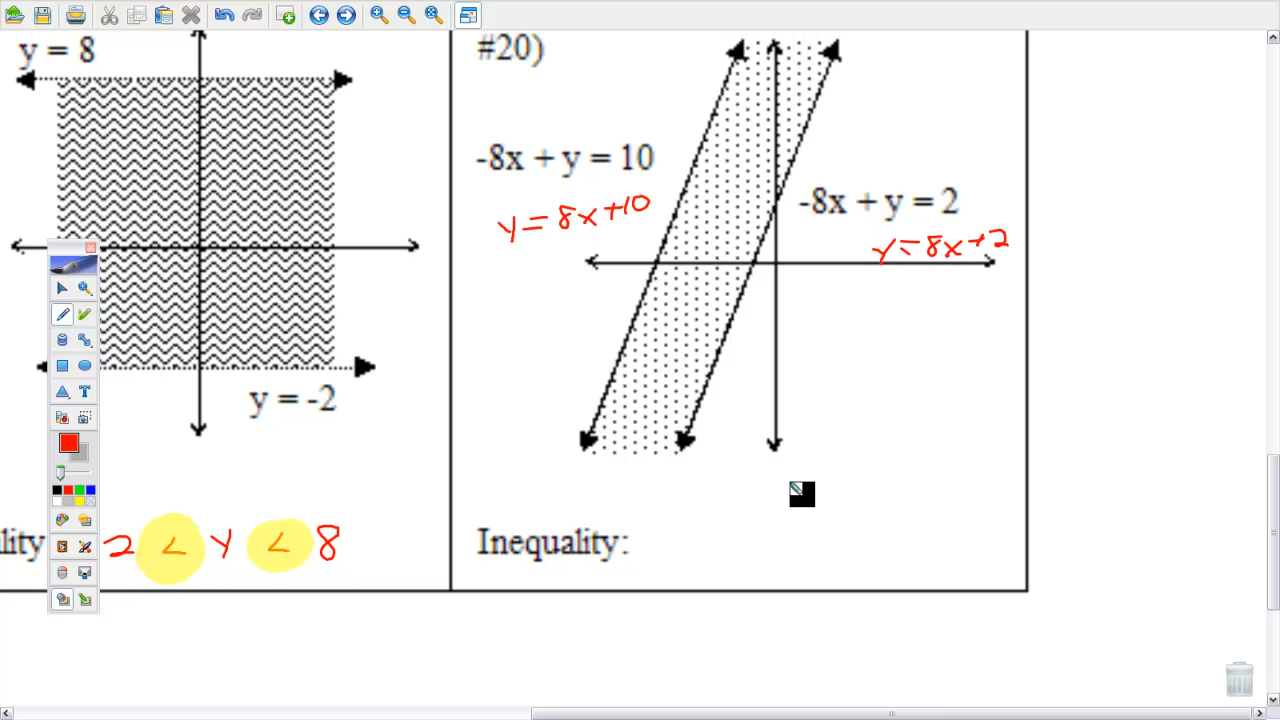 y = 8
y = -2
lity 2 < y < 8
#20)
-8x + y = 10
y = 8x+10
-8x + y = 2
y=8x+2
Inequality: